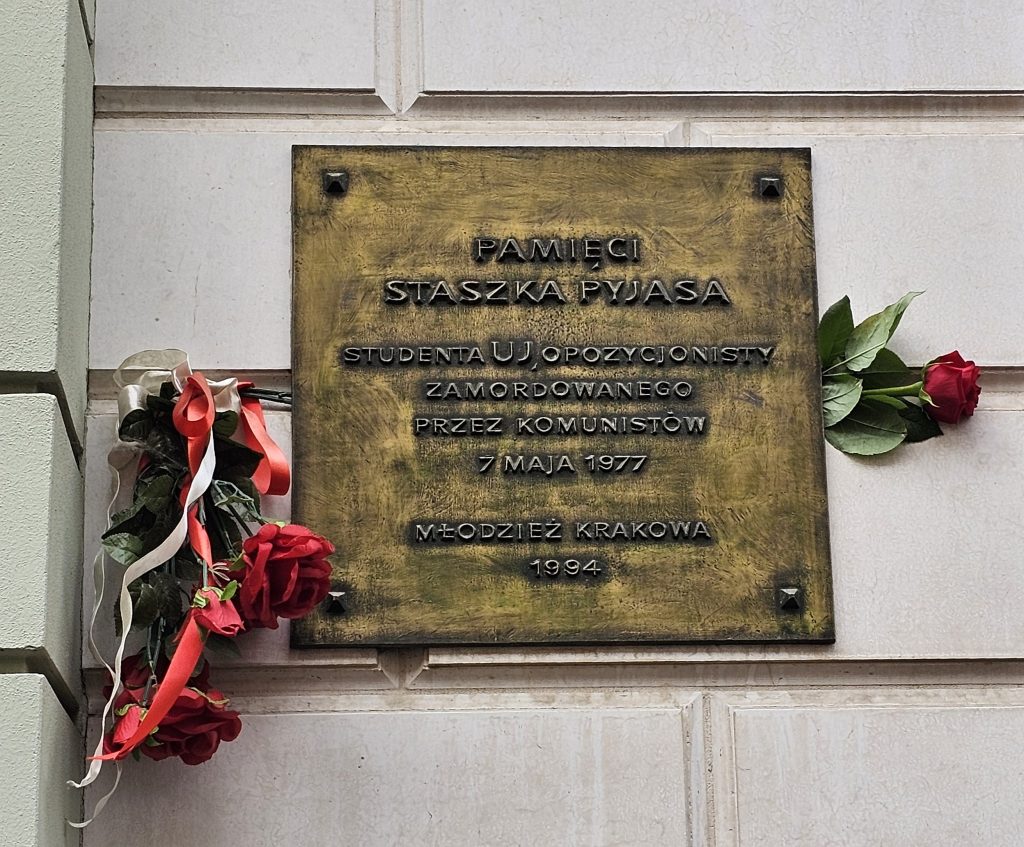 PAMIĘCI
STASZKA PYJASA
STUDENTA UJ, OPOZYCJONISTY
ZAMORDOWANEGO
PRZEZ KOMUNISTÓW
7 MAJA 1977
MŁODZIEŻ KRAKOWA
1994